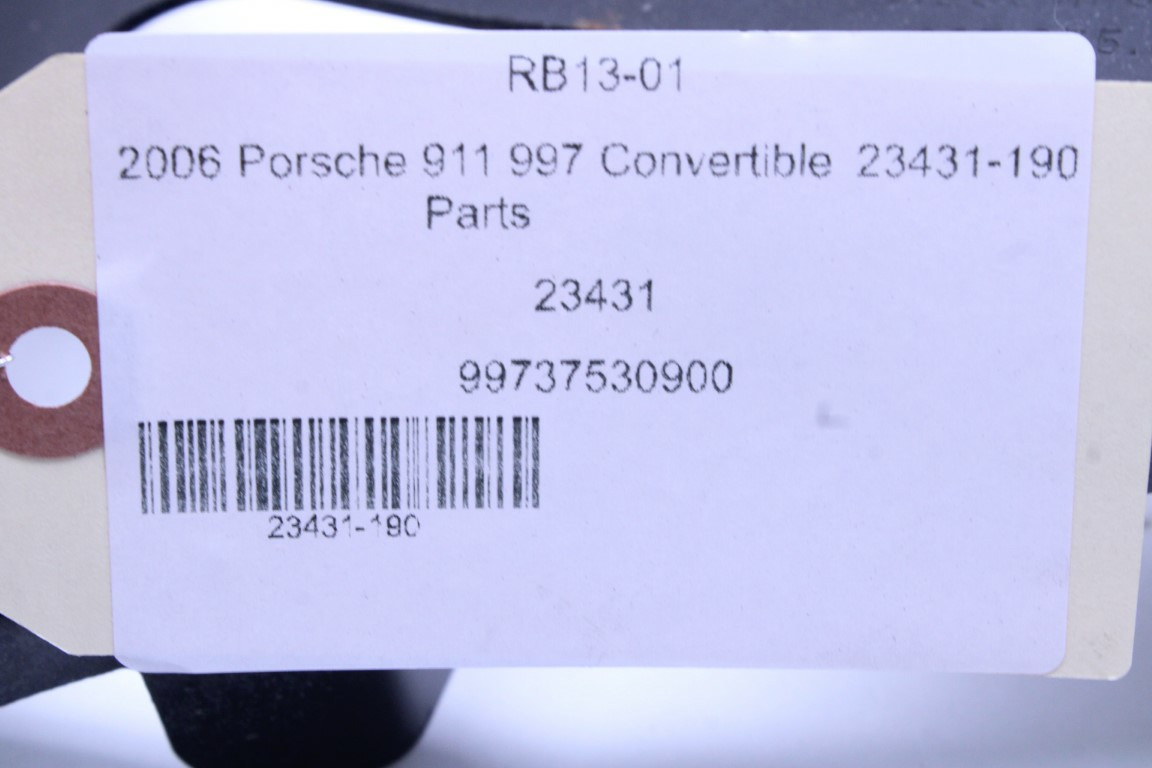 RB13-01
2006 Porsche 911 997 Convertible 23431-190
Parts
23431
99737530900
23431-190